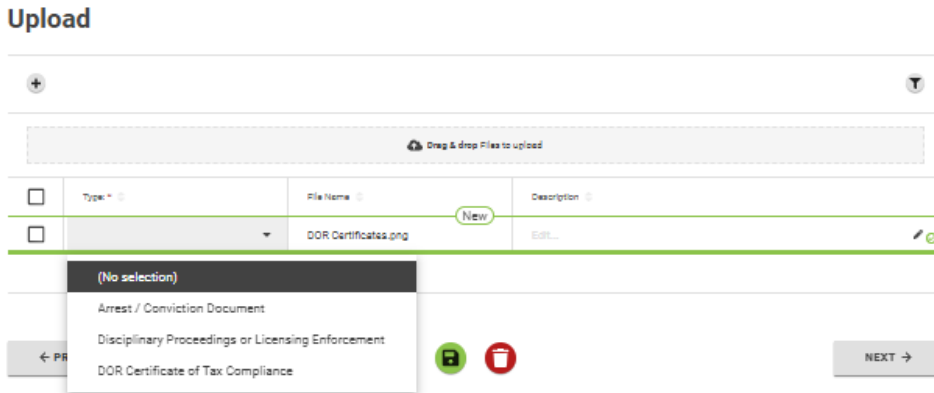 Upload
Drag & drop Files to upload
Type: * File Name Description
New
DOR Certificates.png Edit...
(No selection)
Arrest / Conviction Document
Disciplinary Proceedings or Licensing Enforcement
DOR Certificate of Tax Compliance
← PR NEXT →